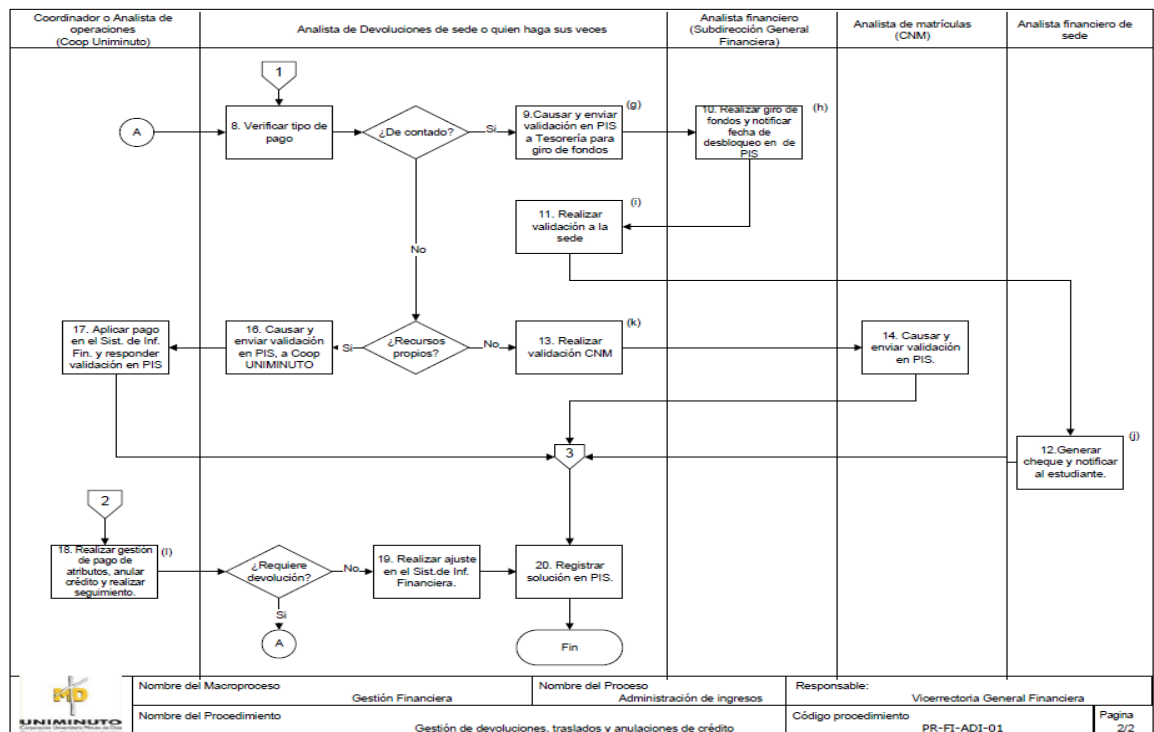 Coordinador o Analista de
operaciones
(Coop Uniminuto)
Analista de Devoluciones de sede o quien haga sus veces
Analista financiero
(Subdirección General
Financiera)
Analista de matrículas
(CNM)
Analista financiero de
sede
1
A
8. Verificar tipo de
pago
¿De contado?
Si
9.Causar y enviar
validación en PIS
a Tesorería para
giro de fondos
(g)
10. Realizar giro de
fondos y notificar
fecha de
desbloqueo en de
PIS
(h)
11. Realizar
validación a la
sede
(i)
No
17. Aplicar pago
en el Sist. de Inf.
Fin. y responder
validación en PIS
16. Causar y
enviar validación
en PIS, a Coop
UNIMINUTO
Si
¿Recursos
propios?
No
13. Realizar
validación CNM
(k)
14. Causar y
enviar validación
en PIS.
3
12.Generar
cheque y notificar
al estudiante.
(j)
2
18. Realizar gestión
de pago de
atributos, anular
crédito y realizar
seguimiento.
(l)
¿Requiere
devolución?
No
19. Realizar ajuste
en el Sist.de Inf.
Financiera.
20. Registrar
solución en PIS.
Si
A
Fin
MD
UNIMINUTO
Corporación Universitaria Minuto de Dios
Nombre del Macroproceso
Gestión Financiera
Nombre del Proceso
Administración de ingresos
Responsable:
Vicerrectoria General Financiera
Nombre del Procedimiento
Gestión de devoluciones, traslados y anulaciones de crédito
Código procedimiento
PR-FI-ADI-01
Pagina
2/2